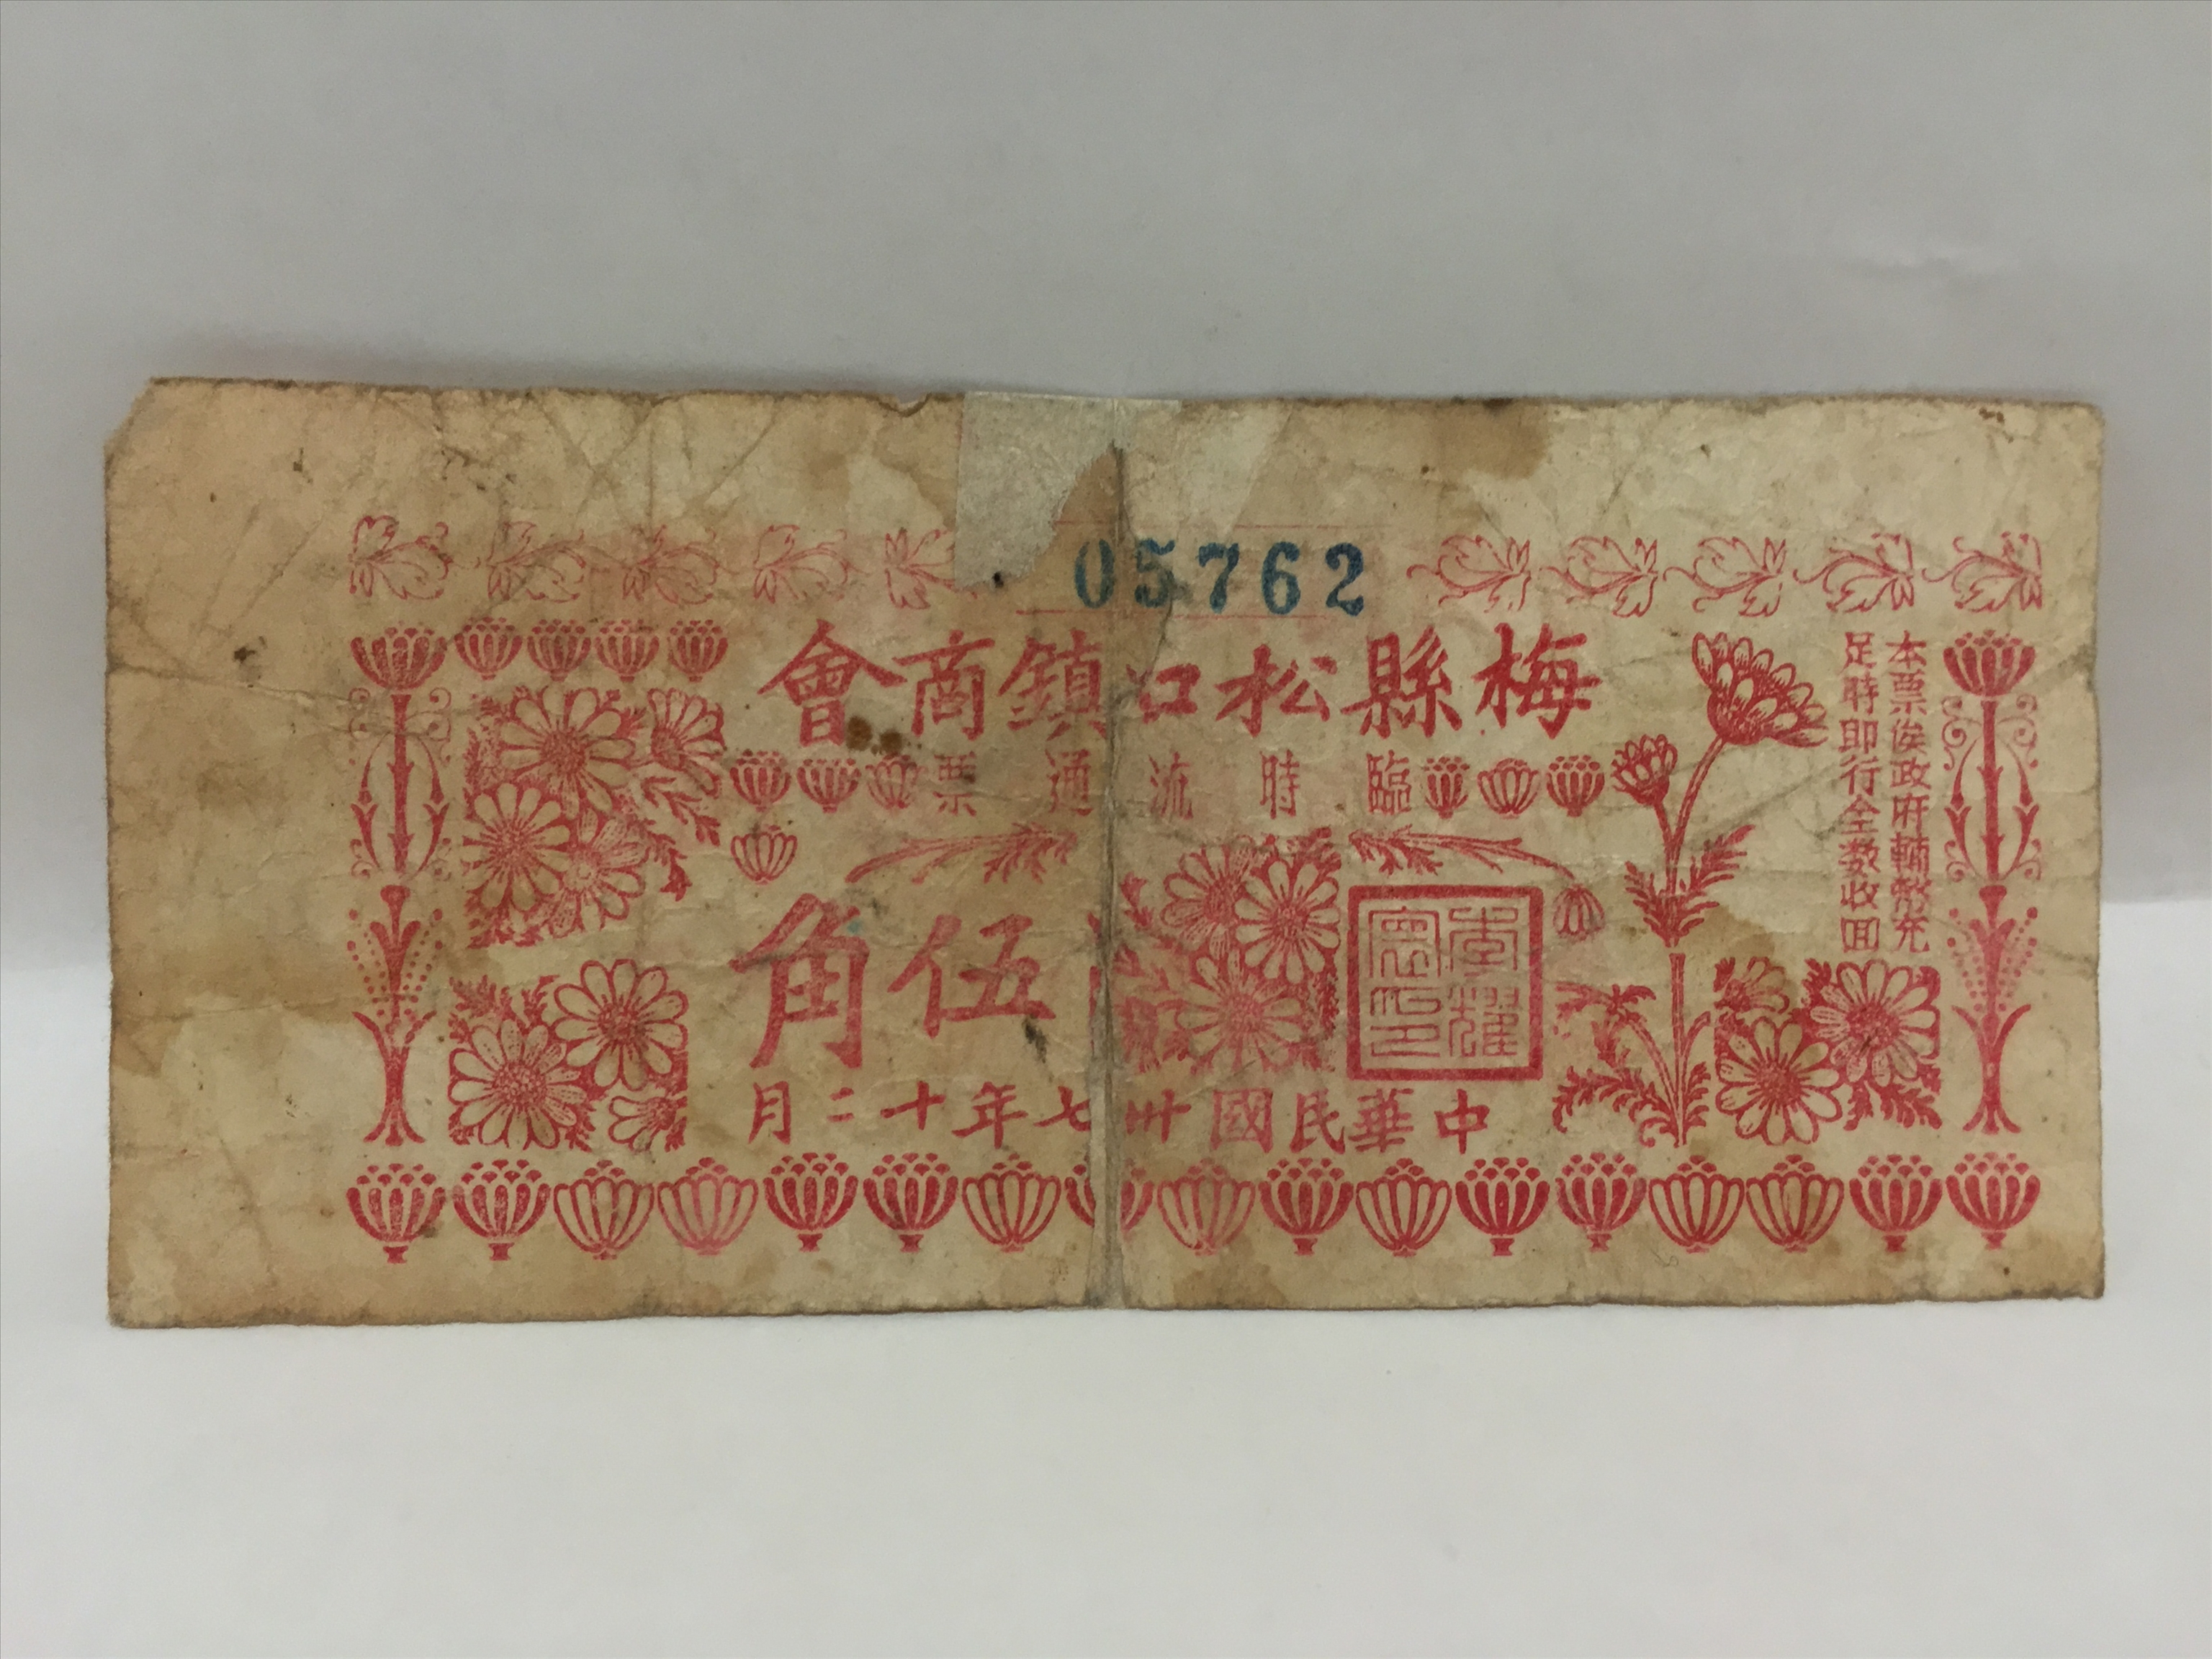 05762
梅縣松口鎮商會
臨時流通票
伍角
中華民國卅七年十二月
本票俟政府輔幣充
足時即行全数收回